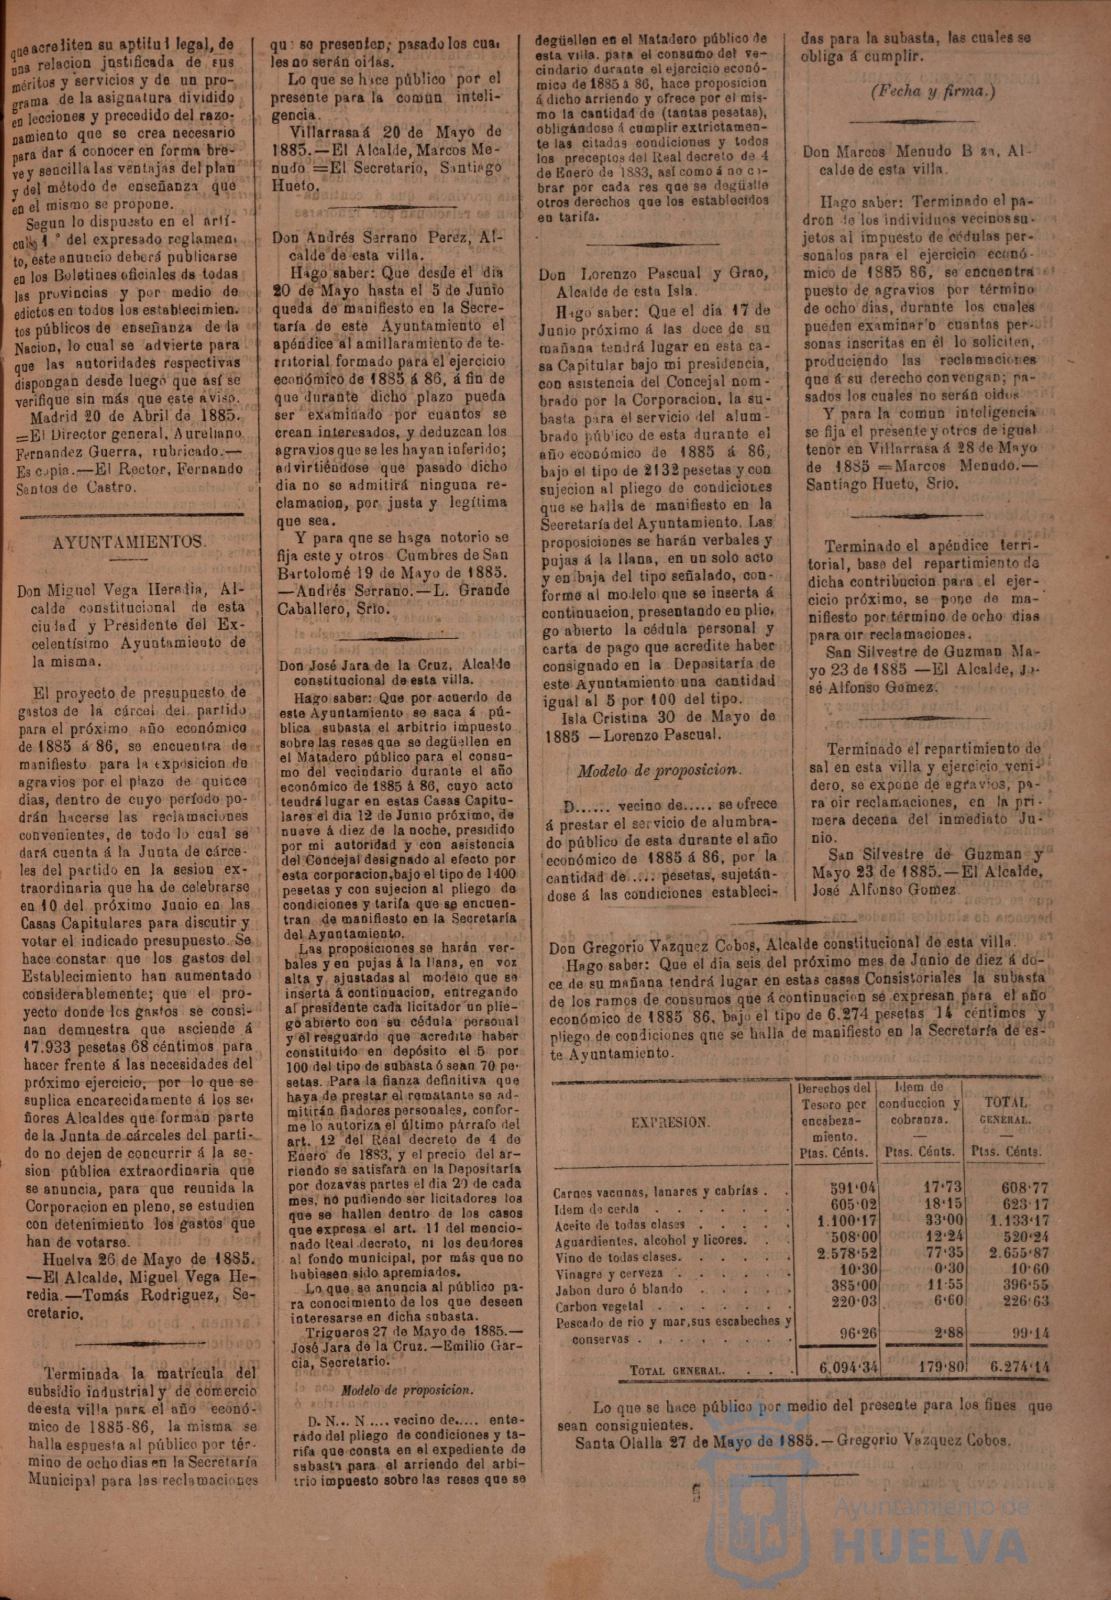 que acrediten su aptitud legal, de
una relacion justificada de sus
méritos y servicios y de un pro-
grama de la asignatura dividido
en lecciones y precedido del razo-
namiento que se crea necesario
para dar á conocer en forma bre-
ve y sencilla las ventajas del plan
y del método de enseñanza que
en el mismo se propone.
Segun lo dispuesto en el artí-
culo 1.º del expresado reglamen-
to, este anuncio deberá publicarse
en los Boletines oficiales de todas
las provincias y por medio de
edictos en todos los establecimien-
tos públicos de enseñanza de la
Nacion, lo cual se advierte para
que las autoridades respectivas
dispongan desde luego que así se
verifique sin más que este aviso.
Madrid 20 de Abril de 1885.
=El Director general, Aureliano
Fernandez Guerra, rubricado.—
Es copia.—El Rector, Fernando
Santos de Castro.
AYUNTAMIENTOS.
Don Miguel Vega Heredia, Al-
calde constitucional de esta
ciudad y Presidente del Ex-
celentísimo Ayuntamiento de
la misma.
El proyecto de presupuesto de
gastos de la cárcel del partido
para el próximo año económico
de 1885 á 86, se encuentra de
manifiesto para la exposicion de
agravios por el plazo de quince
dias, dentro de cuyo período po-
drán hacerse las reclamaciones
convenientes, de todo lo cual se
dará cuenta á la Junta de cárce-
les del partido en la sesion ex-
traordinaria que ha de celebrarse
en 10 del próximo Junio en las
Casas Capitulares para discutir y
votar el indicado presupuesto. Se
hace constar que los gastos del
Establecimiento han aumentado
considerablemente; que el pro-
yecto donde los gastos se consi-
nan demuestra que asciende á
17.933 pesetas 68 céntimos para
hacer frente á las necesidades del
próximo ejercicio, por lo que se
suplica encarecidamente á los se-
ñores Alcaldes que forman parte
de la Junta de cárceles del parti-
do no dejen de concurrir á la se-
sion pública extraordinaria que
se anuncia, para que reunida la
Corporacion en pleno, se estudien
con detenimiento los gastos que
han de votarse.
Huelva 26 de Mayo de 1885.
—El Alcalde, Miguel Vega He-
redia.—Tomás Rodriguez, Se-
cretario.
Terminada la matrícula del
subsidio industrial y de comercio
de esta villa para el año econó-
mico de 1885-86, la misma se
halla espuesta al público por tér-
mino de ocho dias en la Secretaría
Municipal para las reclamaciones
que se presenten; pasado los cua-
les no serán oidas.
Lo que se hace público por el
presente para la comun inteli-
gencia.
Villarrasa á 20 de Mayo de
1885.—El Alcalde, Marcos Me-
nudo.=El Secretario, Santiago
Hueto.
Don Andrés Serrano Perez, Al-
calde de esta villa.
Hago saber: Que desde el dia
20 de Mayo hasta el 5 de Junio
queda de manifiesto en la Secre-
taría de este Ayuntamiento el
apéndice al amillaramiento de te-
rritorial formado para el ejercicio
económico de 1885 á 86, á fin de
que durante dicho plazo pueda
ser examinado por cuantos se
crean interesados, y deduzcan los
agravios que se les hayan inferido;
advirtiéndose que pasado dicho
dia no se admitirá ninguna re-
clamacion, por justa y legítima
que sea.
Y para que se haga notorio se
fija este y otros Cumbres de San
Bartolomé 19 de Mayo de 1885.
—Andrés Serrano.—L. Grande
Caballero, Srio.
Don José Jara de la Cruz, Alcalde
constitucional de esta villa.
Hago saber: Que por acuerdo de
este Ayuntamiento se saca á pú-
blica subasta el arbitrio impuesto
sobre las reses que se degüellen en
el Matadero público para el consu-
mo del vecindario durante el año
económico de 1885 á 86, cuyo acto
tendrá lugar en estas Casas Capitu-
lares el dia 12 de Junio próximo, de
nueve á diez de la noche, presidido
por mi autoridad y con asistencia
del Concejal designado al efecto por
esta corporacion, bajo el tipo de 1400
pesetas y con sujecion al pliego de
condiciones y tarifa que se encuen-
tran de manifiesto en la Secretaría
del Ayuntamiento.
Las proposiciones se harán ver-
bales y en pujas á la llana, en voz
alta y ajustadas al modelo que se
inserta á continuacion, entregando
al presidente cada licitador un plie-
go abierto con su cédula personal
y el resguardo que acredite haber
constituido en depósito el 5 por
100 del tipo de subasta ó sean 70 pe-
setas. Para la fianza definitiva que
haya de prestar el rematante se ad-
mitirán fiadores personales, confor-
me lo autoriza el último párrafo del
art. 12 del Real decreto de 4 de
Enero de 1883, y el precio del ar-
riendo se satisfará en la Depositaría
por dozavas partes el dia 20 de cada
mes, no pudiendo ser licitadores los
que se hallen dentro de los casos
que expresa el art. 11 del mencio-
nado Real decreto, ni los deudores
al fondo municipal, por más que no
hubiesen sido apremiados.
Lo que se anuncia al público pa-
ra conocimiento de los que deseen
interesarse en dicha subasta.
Trigueros 27 de Mayo de 1885.—
José Jara de la Cruz.—Emilio Gar-
cia, Secretario.
Modelo de proposicion.
D. N... N.... vecino de..... ente-
rado del pliego de condiciones y ta-
rifa que consta en el expediente de
subasta para el arriendo del arbi-
trio impuesto sobre las reses que se
degüellen en el Matadero público de
esta villa, para el consumo del ve-
cindario durante el ejercicio econó-
mico de 1885 á 86, hace proposicion
á dicho arriendo y ofrece por el mis-
mo la cantidad de (tantas pesetas),
obligándose á cumplir extrictamen-
te las citadas condiciones y todos
los preceptos del Real decreto de 4
de Enero de 1883, así como á no co-
brar por cada res que se degüelle
otros derechos que los establecidos
en tarifa.
Don Lorenzo Pascual y Grao,
Alcalde de esta Isla.
Hago saber: Que el dia 17 de
Junio próximo á las doce de su
mañana tendrá lugar en esta ca-
sa Capitular bajo mi presidencia,
con asistencia del Concejal nom-
brado por la Corporacion, la su-
basta para el servicio del alum-
brado público de esta durante el
año económico de 1885 á 86,
bajo el tipo de 2132 pesetas y con
sujecion al pliego de condiciones
que se halla de manifiesto en la
Secretaría del Ayuntamiento. Las
proposiciones se harán verbales y
pujas á la llana, en un solo acto
y en baja del tipo señalado, con-
forme al modelo que se inserta á
continuacion, presentando en plie-
go abierto la cédula personal y
carta de pago que acredite haber
consignado en la Depositaría de
este Ayuntamiento una cantidad
igual al 5 por 100 del tipo.
Isla Cristina 30 de Mayo de
1885 —Lorenzo Pascual.
Modelo de proposicion.
D...... vecino de..... se ofrece
á prestar el servicio de alumbra-
do público de esta durante el año
económico de 1885 á 86, por la
cantidad de .... pesetas, sujetán-
dose á las condiciones estableci-
das para la subasta, las cuales se
obliga á cumplir.
(Fecha y firma.)
Don Marcos Menudo B za, Al-
calde de esta villa.
Hago saber: Terminado el pa-
dron de los individuos vecinos su-
jetos al impuesto de cédulas per-
sonales para el ejercicio econó-
mico de 1885 86, se encuentra
puesto de agravios por término
de ocho dias, durante los cuales
pueden examinarlo cuantas per-
sonas inscritas en él lo soliciten,
produciendo las reclamaciones
que á su derecho convengan; pa-
sados los cuales no serán oidos
Y para la comun inteligencia
se fija el presente y otros de igual
tenor en Villarrasa á 28 de Mayo
de 1885 =Marcos Menudo.—
Santiago Hueto, Srio.
Terminado el apéndice terri-
torial, base del repartimiento de
dicha contribucion para el ejer-
cicio próximo, se pone de ma-
nifiesto por término de ocho dias
para oir reclamaciones.
San Silvestre de Guzman Ma-
yo 23 de 1885 —El Alcalde, Jo-
sé Alfonso Gomez.
Terminado el repartimiento de
sal en esta villa y ejercicio veni-
dero, se expone de agravios, pa-
ra oir reclamaciones, en la pri-
mera decena del inmediato Ju-
nio.
San Silvestre de Guzman y
Mayo 23 de 1885.—El Alcalde,
José Alfonso Gomez
Don Gregorio Vazquez Cobos, Alcalde constitucional de esta villa.
Hago saber: Que el dia seis del próximo mes de Junio de diez á do-
ce de su mañana tendrá lugar en estas casas Consistoriales la subasta
de los ramos de consumos que á continuacion se expresan para el año
económico de 1885 86, bajo el tipo de 6.274 pesetas 14 céntimos y
pliego de condiciones qne se halla de manifiesto en la Secretaría de es-
te Ayuntamiento.
EXPRESION. Derechos del Tesoro por encabeza- miento. Idem de conduccion y cobranza. TOTAL GENERAL.
Ptas. Cénts. Ptas. Cénts. Ptas. Cénts.
Carnes vacunas, lanares y cabrías . . 591'04 17'73 608'77
Idem de cerda . . . . . . 605'02 18'15 623'17
Aceite de todas clases . . . . . 1.100'17 33'00 1.133'17
Aguardientes, alcohol y licores. . . 508'00 12'24 520'24
Vino de todas clases. . . . . . 2.578'52 77'35 2.655'87
Vinagre y cerveza . . . . . . 10'30 0'30 10'60
Jabon duro ó blando . . . . . 385'00 11'55 396'55
Carbon vegetal . . . . . . . 220'03 6'60 226'63
Pescado de rio y mar, sus escabeches y
conservas . . . . . . . . 96'26 2'88 99'14
TOTAL GENERAL. . . . 6.094'34 179'80 6.274'14
Lo que se hace público por medio del presente para los fines que
sean consiguientes.
Santa Olalla 27 de Mayo de 1885.—Gregorio Vazquez Cobos.
Ayuntamiento de
HUELVA